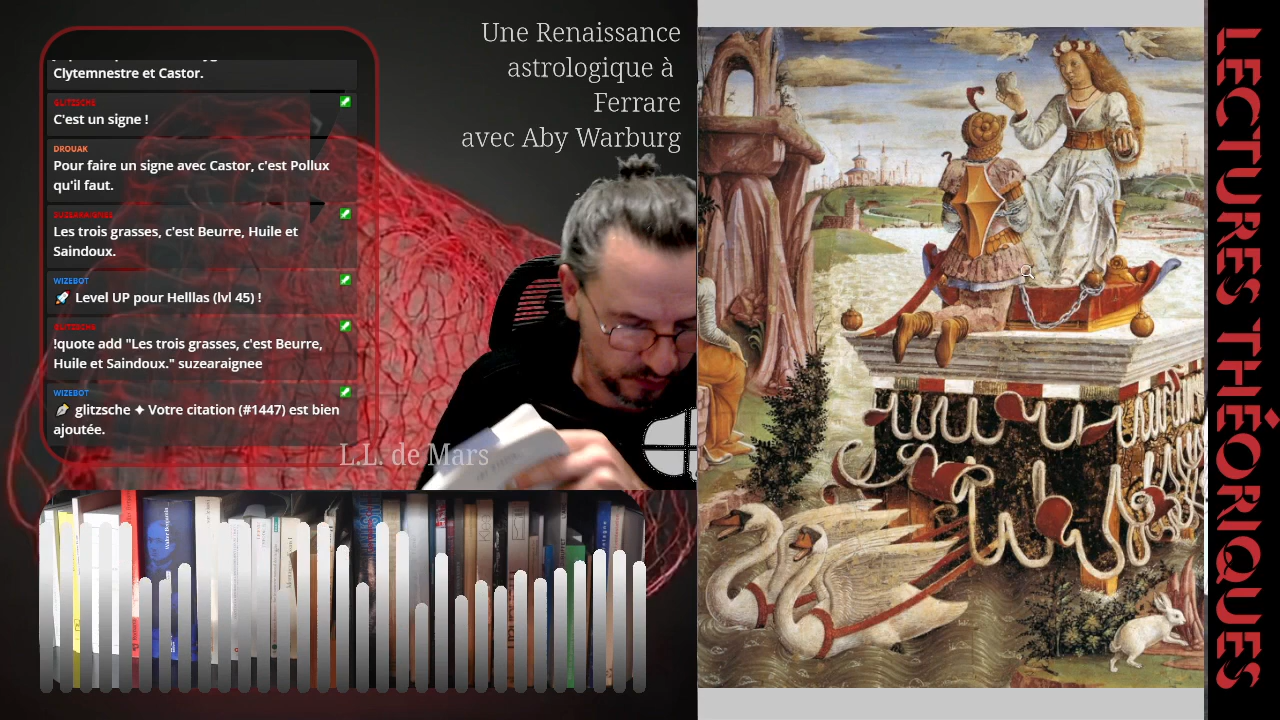 Clytemnestre et Castor.
GLITZSCHE
C'est un signe !
DROUAK
Pour faire un signe avec Castor, c'est Pollux
qu'il faut.
SUZEARAIGNEE
Les trois grasses, c'est Beurre, Huile et
Saindoux.
WIZEBOT
🚀 Level UP pour Helllas (lvl 45) !
GLITZSCHE
!quote add "Les trois grasses, c'est Beurre,
Huile et Saindoux." suzearaignee
WIZEBOT
glitzsche ✦ Votre citation (#1447) est bien
ajoutée.
Une Renaissance
astrologique à
Ferrare
avec Aby Warburg
L.L. de Mars
LECTURES THÉORIQUES